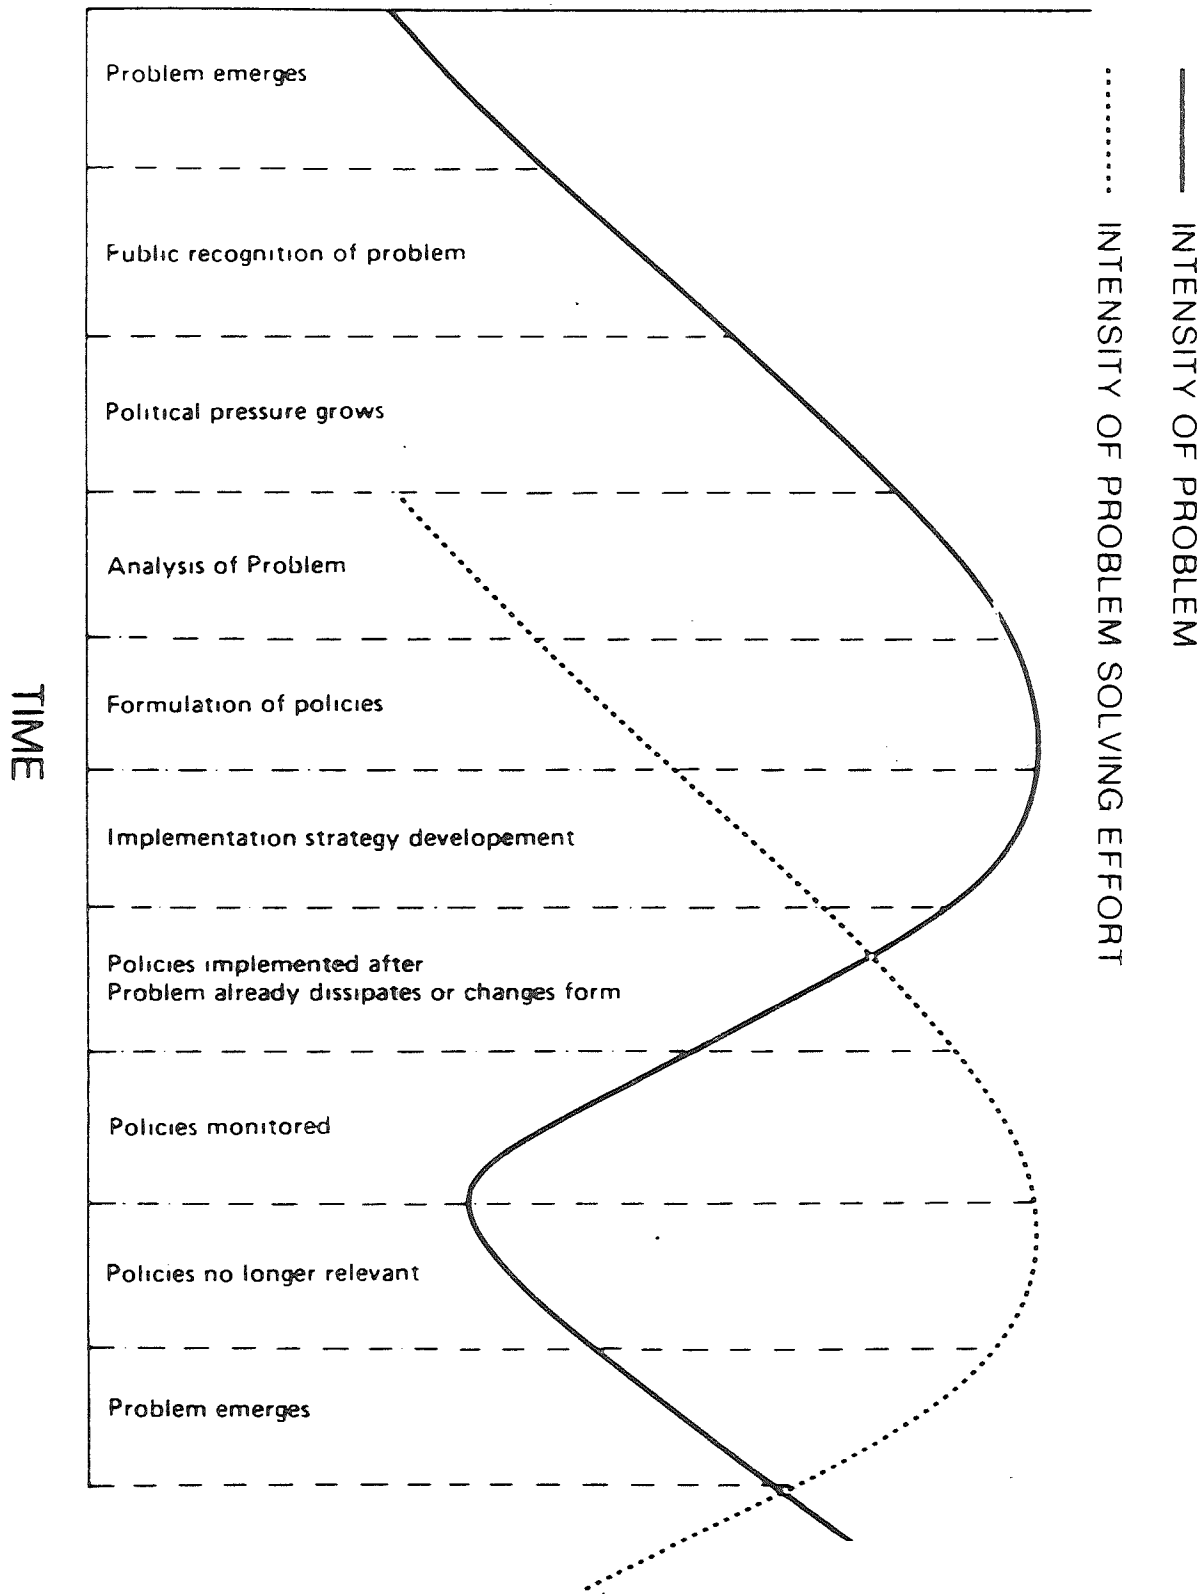 INTENSITY OF PROBLEM
INTENSITY OF PROBLEM SOLVING EFFORT
Problem emerges
Public recognition of problem
Political pressure grows
Analysis of Problem
Formulation of policies
Implementation strategy developement
Policies implemented after
Problem already dissipates or changes form
Policies monitored
Policies no longer relevant
Problem emerges
TIME